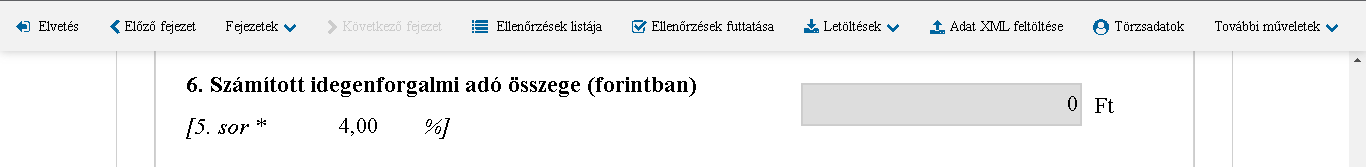 Elvetés Előző fejezet Fejezetek Következő fejezet Ellenőrzések listája Ellenőrzések futtatása Letöltések Adat XML feltöltése Törzsadatok További műveletek
6. Számított idegenforgalmi adó összege (forintban)
0 Ft
[5. sor * 4,00 %]